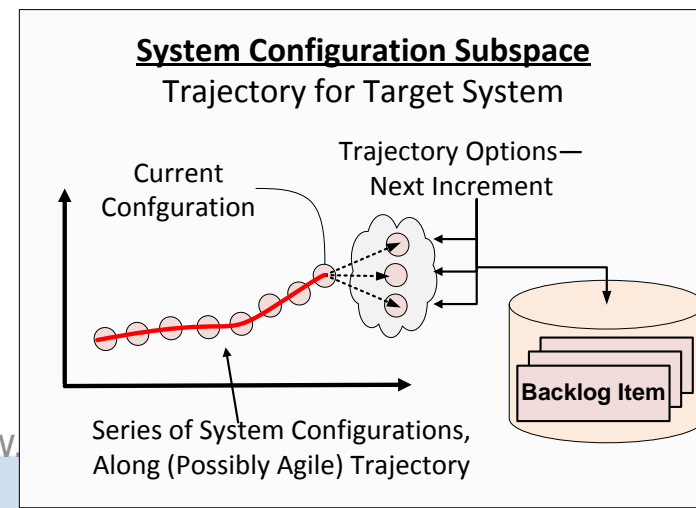 System Configuration Subspace
Trajectory for Target System
Current
Confguration
Trajectory Options—
Next Increment
Backlog Item
Series of System Configurations,
Along (Possibly Agile) Trajectory